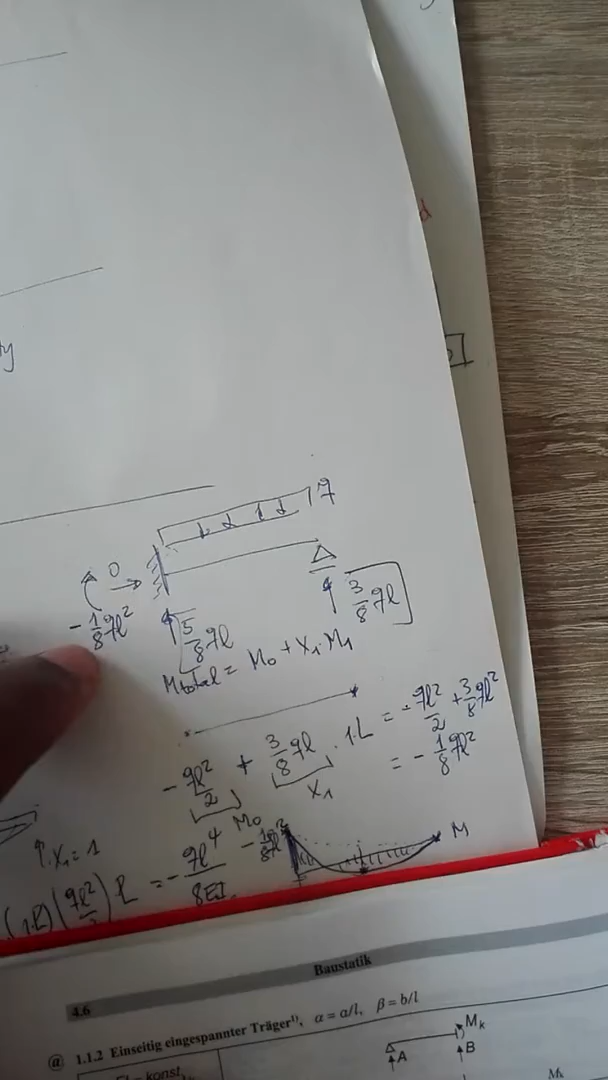 y
q
0
- 1/8 ql²
5/8 ql
3/8 ql
Mtotal = M₀ + X₁·M₁
- ql²/2 + 3/8 ql · 1·L = - ql²/2 + 3/8 ql²
M₀
X₁
= - 1/8 ql²
↑X₁ = 1
= - ql⁴/8EI
M
4.6
Baustatik
a 1.1.2 Einseitig eingespannter Träger¹⁾, α = a/l, β = b/l
Mₖ
A
B
Mₖ